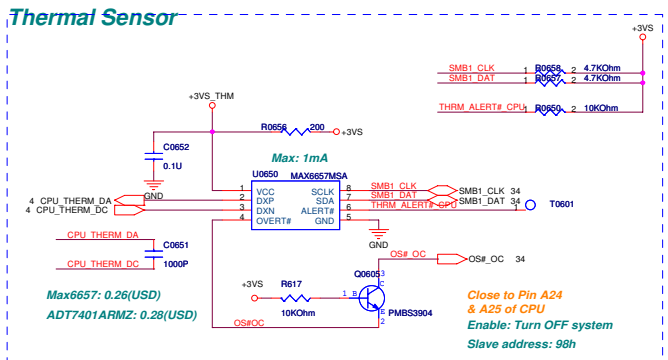 Thermal Sensor
+3VS
SMB1_CLK 1 R0658 2 4.7KOhm
SMB1_DAT 1 R0657 2 4.7KOhm
THRM_ALERT#_CPU 1 R0650 2 10KOhm
+3VS_THM
R0656 200 +3VS
C0652
0.1U
GND
Max: 1mA
U0650 MAX6657MSA
1 VCC SCLK 8 SMB1_CLK SMB1_CLK 34
4 CPU_THERM_DA 2 DXP SDA 7 SMB1_DAT SMB1_DAT 34
4 CPU_THERM_DC 3 DXN ALERT# 6 THRM_ALERT#_CPU 1 T0601
4 OVERT# GND 5
GND
CPU_THERM_DA
C0651
1000P
CPU_THERM_DC
OS#_OC OS#_OC 34
+3VS R617
10KOhm
Q0605
3
C
1 B
E
2
PMBS3904
OS#OC
Max6657: 0.26(USD)
ADT7401ARMZ: 0.28(USD)
Close to Pin A24
& A25 of CPU
Enable: Turn OFF system
Slave address: 98h